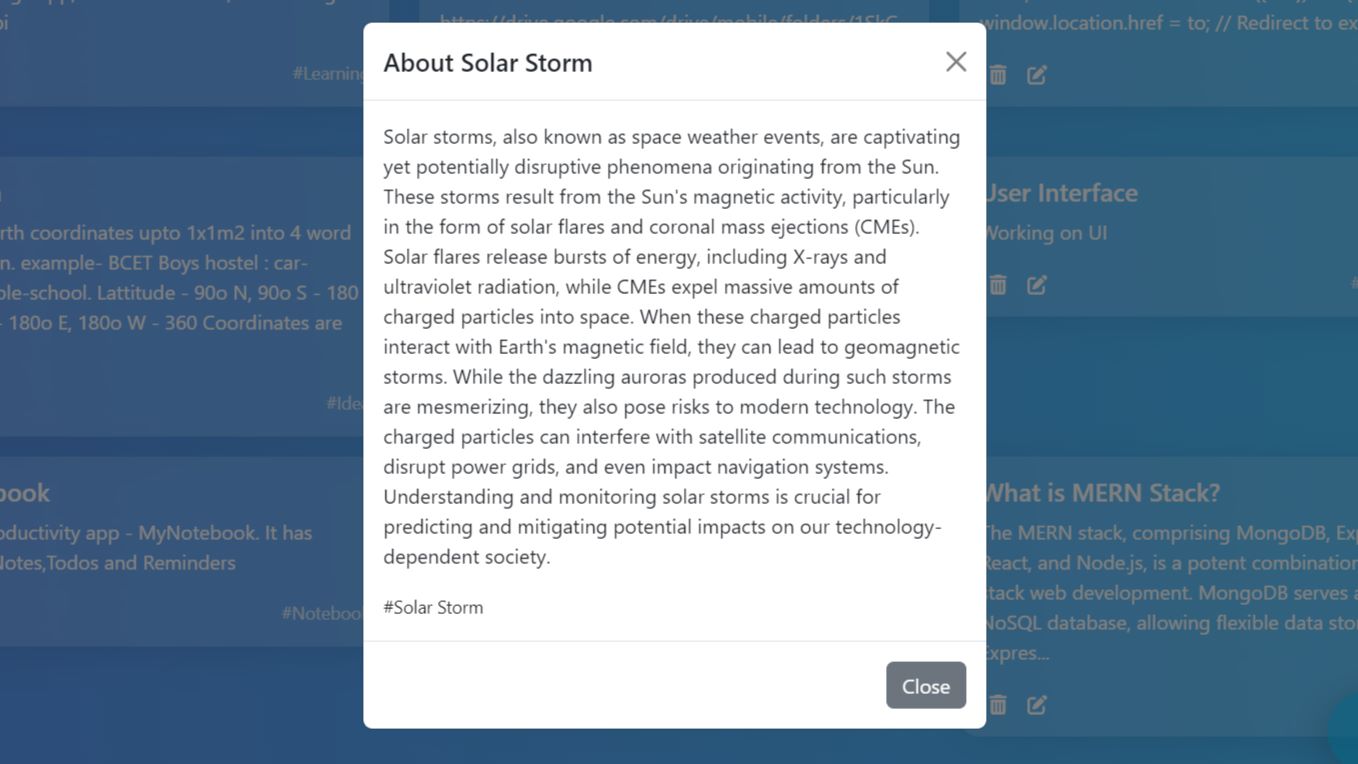 https://drive.google.com/drive/mobile/folders/1SkC
window.location.href = to; // Redirect to ex
#Learning
About Solar Storm
Solar storms, also known as space weather events, are captivating
yet potentially disruptive phenomena originating from the Sun.
These storms result from the Sun's magnetic activity, particularly
in the form of solar flares and coronal mass ejections (CMEs).
Solar flares release bursts of energy, including X-rays and
ultraviolet radiation, while CMEs expel massive amounts of
charged particles into space. When these charged particles
interact with Earth's magnetic field, they can lead to geomagnetic
storms. While the dazzling auroras produced during such storms
are mesmerizing, they also pose risks to modern technology. The
charged particles can interfere with satellite communications,
disrupt power grids, and even impact navigation systems.
Understanding and monitoring solar storms is crucial for
predicting and mitigating potential impacts on our technology-
dependent society.
#Solar Storm
Close
rth coordinates upto 1x1m2 into 4 word
n. example- BCET Boys hostel : car-
ple-school. Lattitude - 90o N, 90o S - 180
- 180o E, 180o W - 360 Coordinates are
#Idea
book
oductivity app - MyNotebook. It has
Notes,Todos and Reminders
#Notebook
User Interface
Working on UI
#
What is MERN Stack?
The MERN stack, comprising MongoDB, Exp
React, and Node.js, is a potent combination
stack web development. MongoDB serves a
NoSQL database, allowing flexible data stor
Expres...